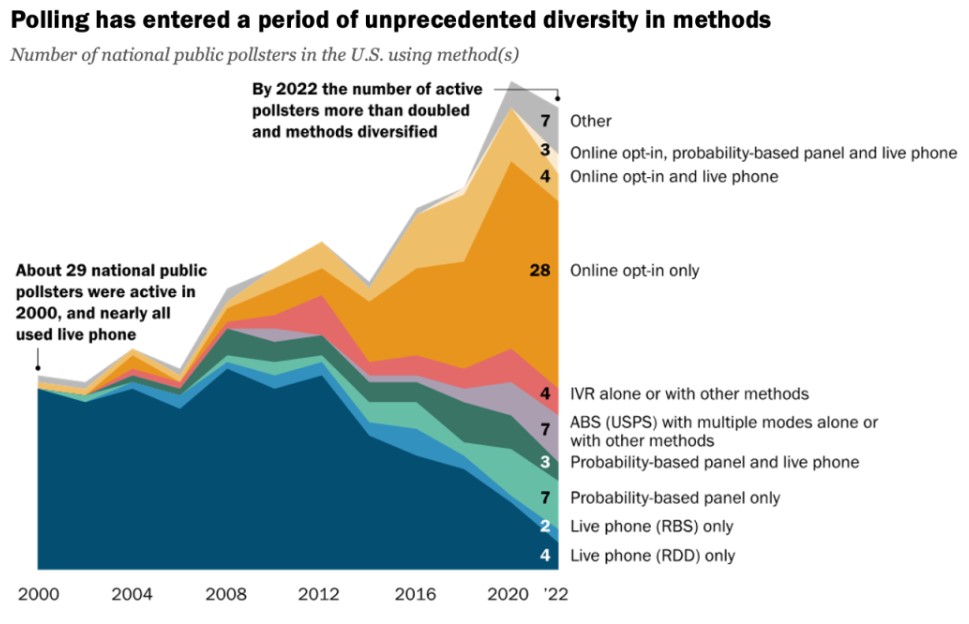 Polling has entered a period of unprecedented diversity in methods
Number of national public pollsters in the U.S. using method(s)
By 2022 the number of active
pollsters more than doubled
and methods diversified
About 29 national public
pollsters were active in
2000, and nearly all
used live phone
7 Other
3 Online opt-in, probability-based panel and live phone
4 Online opt-in and live phone
28 Online opt-in only
4 IVR alone or with other methods
7 ABS (USPS) with multiple modes alone or
with other methods
3 Probability-based panel and live phone
7 Probability-based panel only
2 Live phone (RBS) only
4 Live phone (RDD) only
2000 2004 2008 2012 2016 2020 '22